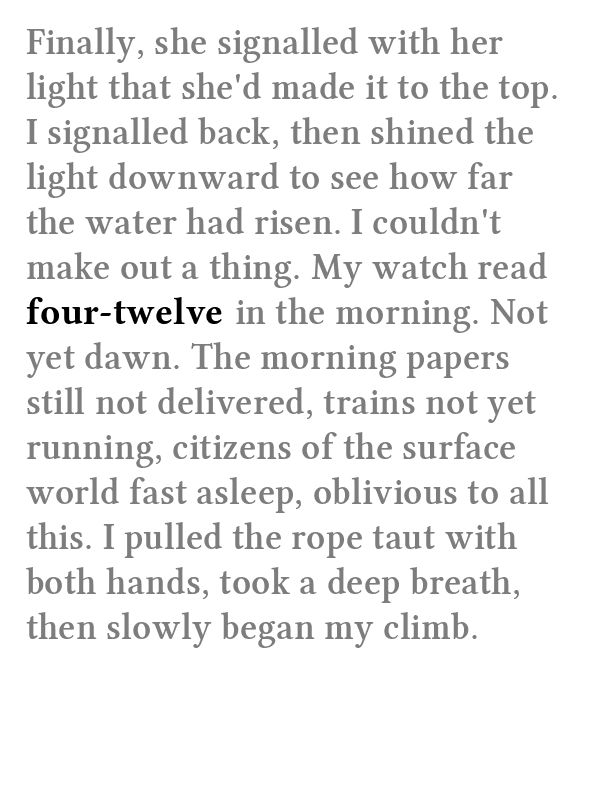 Finally, she signalled with her
light that she'd made it to the top.
I signalled back, then shined the
light downward to see how far
the water had risen. I couldn't
make out a thing. My watch read
four-twelve in the morning. Not
yet dawn. The morning papers
still not delivered, trains not yet
running, citizens of the surface
world fast asleep, oblivious to all
this. I pulled the rope taut with
both hands, took a deep breath,
then slowly began my climb.